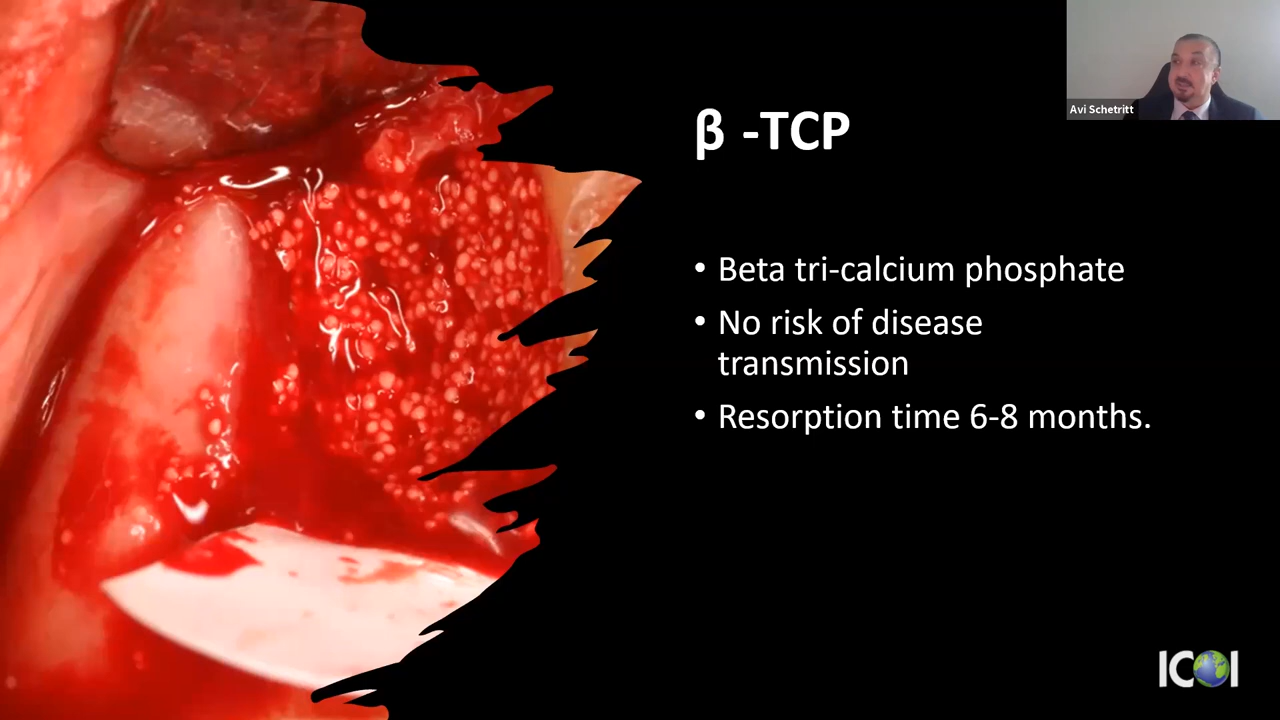 β -TCP
Avi Schetritt
• Beta tri-calcium phosphate
• No risk of disease
transmission
• Resorption time 6-8 months.
ICOI